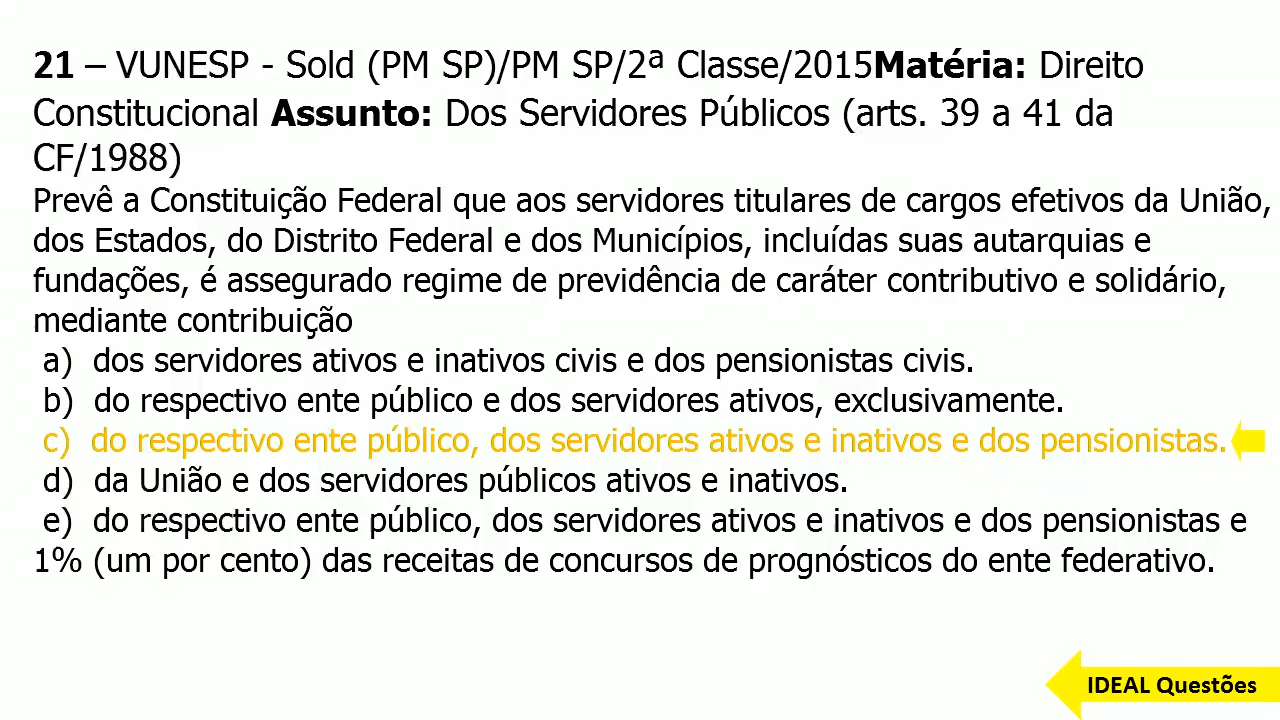 21 – VUNESP - Sold (PM SP)/PM SP/2ª Classe/2015Matéria: Direito
Constitucional Assunto: Dos Servidores Públicos (arts. 39 a 41 da
CF/1988)
Prevê a Constituição Federal que aos servidores titulares de cargos efetivos da União,
dos Estados, do Distrito Federal e dos Municípios, incluídas suas autarquias e
fundações, é assegurado regime de previdência de caráter contributivo e solidário,
mediante contribuição
a) dos servidores ativos e inativos civis e dos pensionistas civis.
b) do respectivo ente público e dos servidores ativos, exclusivamente.
c) do respectivo ente público, dos servidores ativos e inativos e dos pensionistas.
d) da União e dos servidores públicos ativos e inativos.
e) do respectivo ente público, dos servidores ativos e inativos e dos pensionistas e
1% (um por cento) das receitas de concursos de prognósticos do ente federativo.
IDEAL Questões